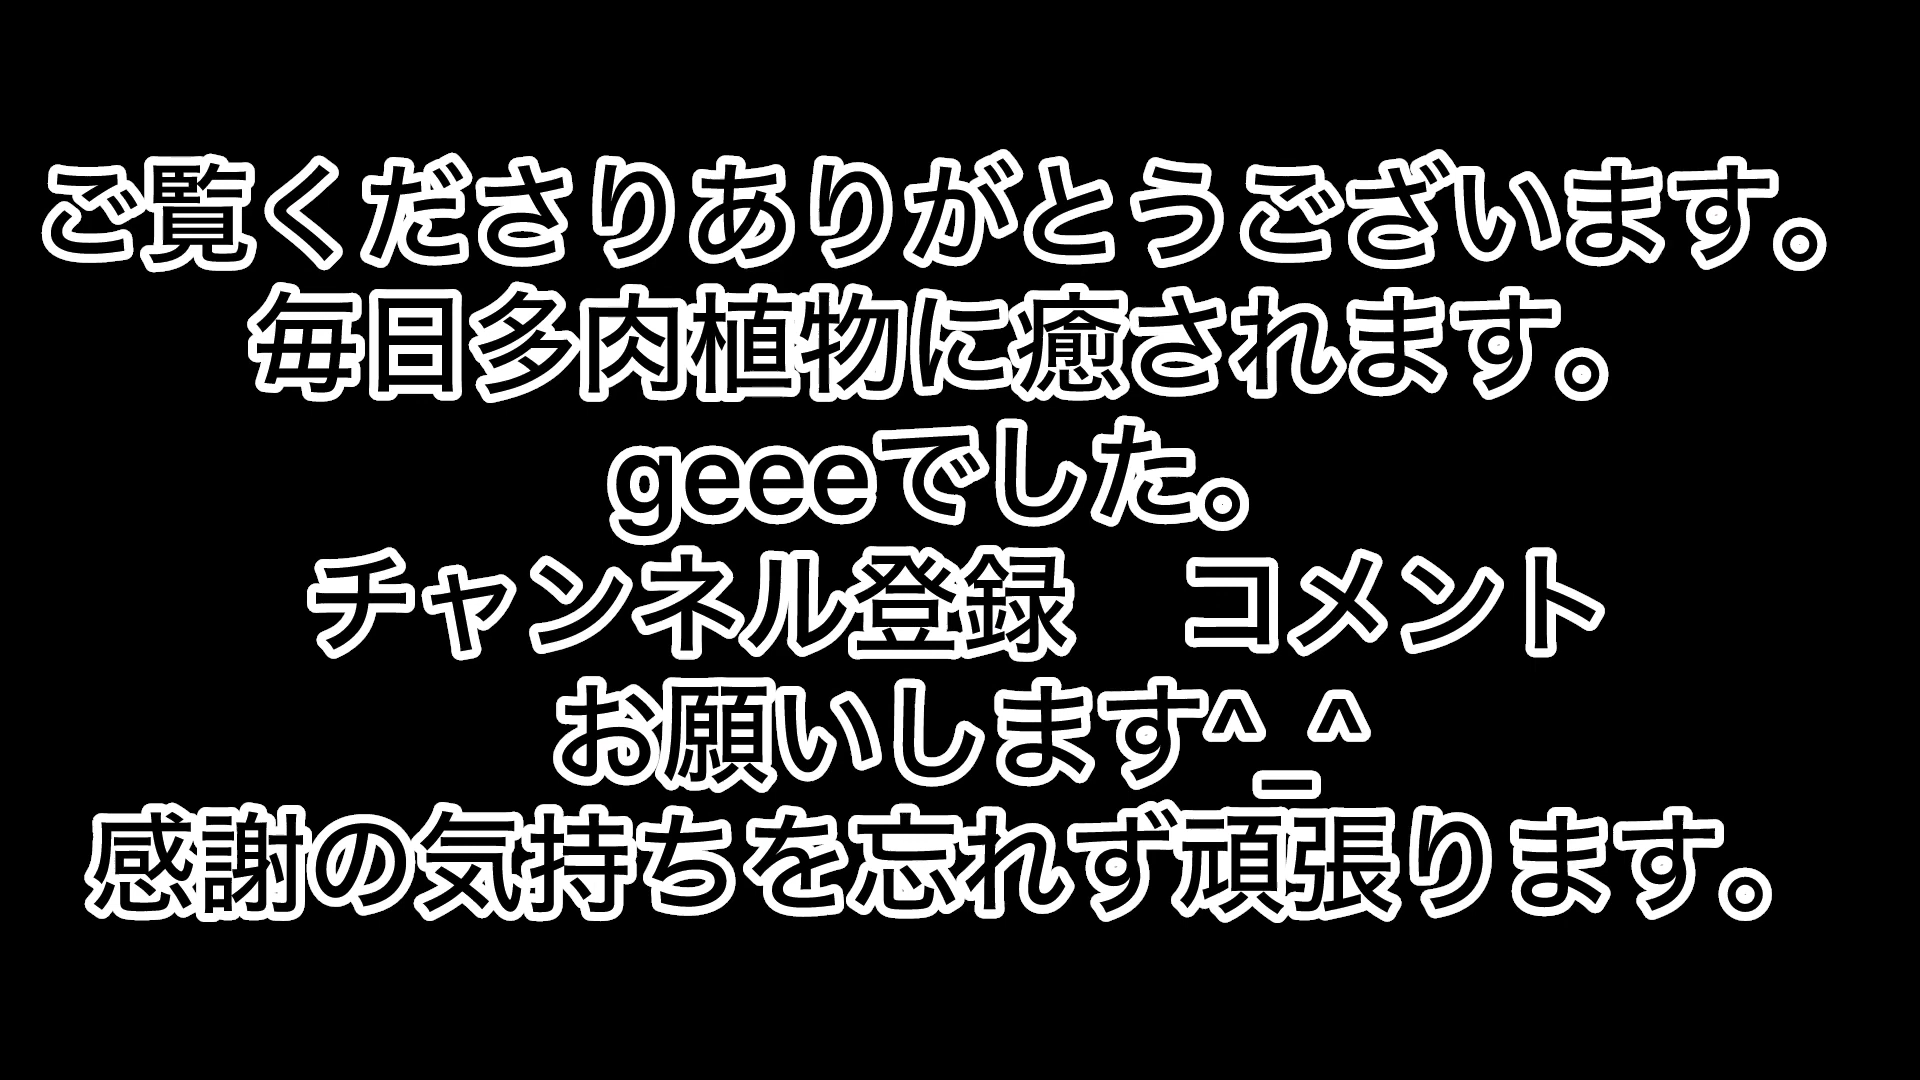 ご覧くださりありがとうございます。
毎日多肉植物に癒されます。
geeeでした。
チャンネル登録　コメント
お願いします^_^
感謝の気持ちを忘れず頑張ります。